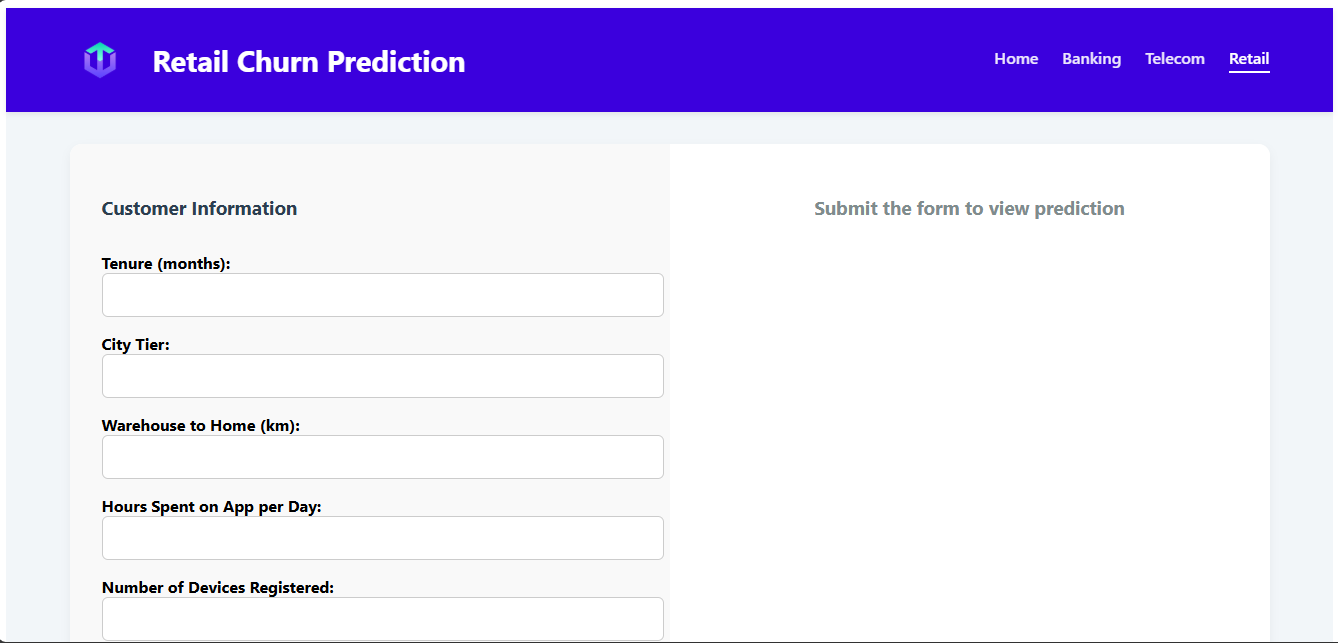 Retail Churn Prediction
Home Banking Telecom Retail
Customer Information
Submit the form to view prediction
Tenure (months):
City Tier:
Warehouse to Home (km):
Hours Spent on App per Day:
Number of Devices Registered: